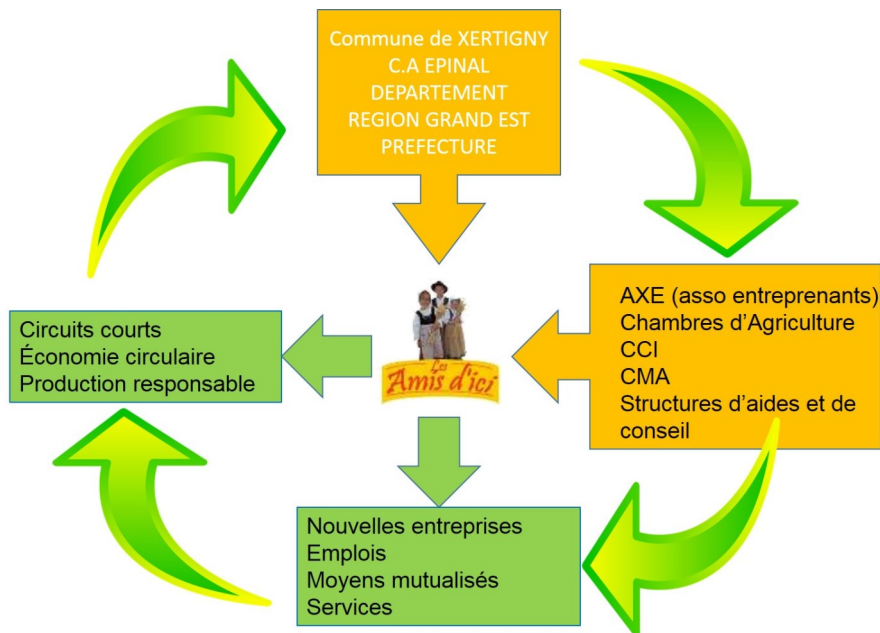 Commune de XERTIGNY
C.A EPINAL
DEPARTEMENT
REGION GRAND EST
PREFECTURE
AXE (asso entreprenants)
Chambres d'Agriculture
CCI
CMA
Structures d'aides et de
conseil
Circuits courts
Économie circulaire
Production responsable
Les
Amis d'ici
Nouvelles entreprises
Emplois
Moyens mutualisés
Services